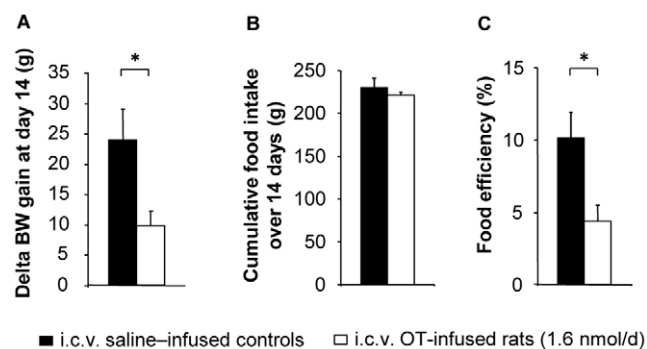 A
Delta BW gain at day 14 (g)
35
30
25
20
15
10
5
0
*
B
Cumulative food intake
over 14 days (g)
250
200
150
100
50
0
C
Food efficiency (%)
15
10
5
0
*
i.c.v. saline–infused controls
i.c.v. OT-infused rats (1.6 nmol/d)